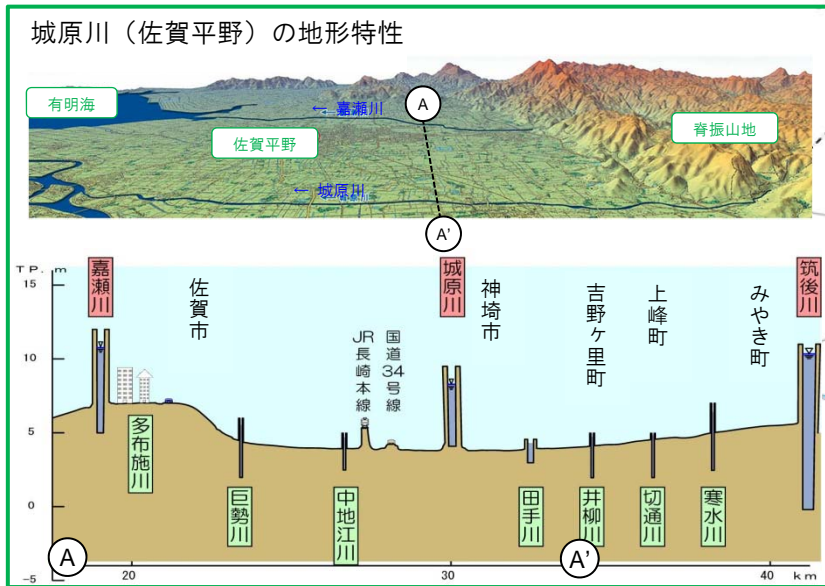 城原川（佐賀平野）の地形特性
有明海
← 嘉瀬川
A
佐賀平野
脊振山地
← 城原川
A'
T.P. m
嘉瀬川
佐賀市
JR長崎本線
国道34号線
城原川
神埼市
吉野ヶ里町
上峰町
みやき町
筑後川
15
10
5
0
-5
多布施川
巨勢川
中地江川
田手川
井柳川
切通川
寒水川
A
A'
20
30
40
km